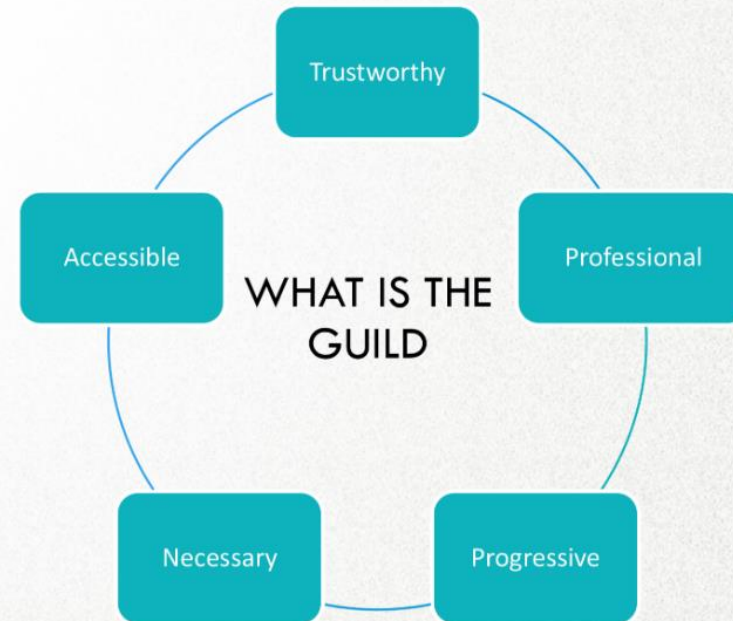 Trustworthy
Accessible
Professional
WHAT IS THE
GUILD
Necessary
Progressive